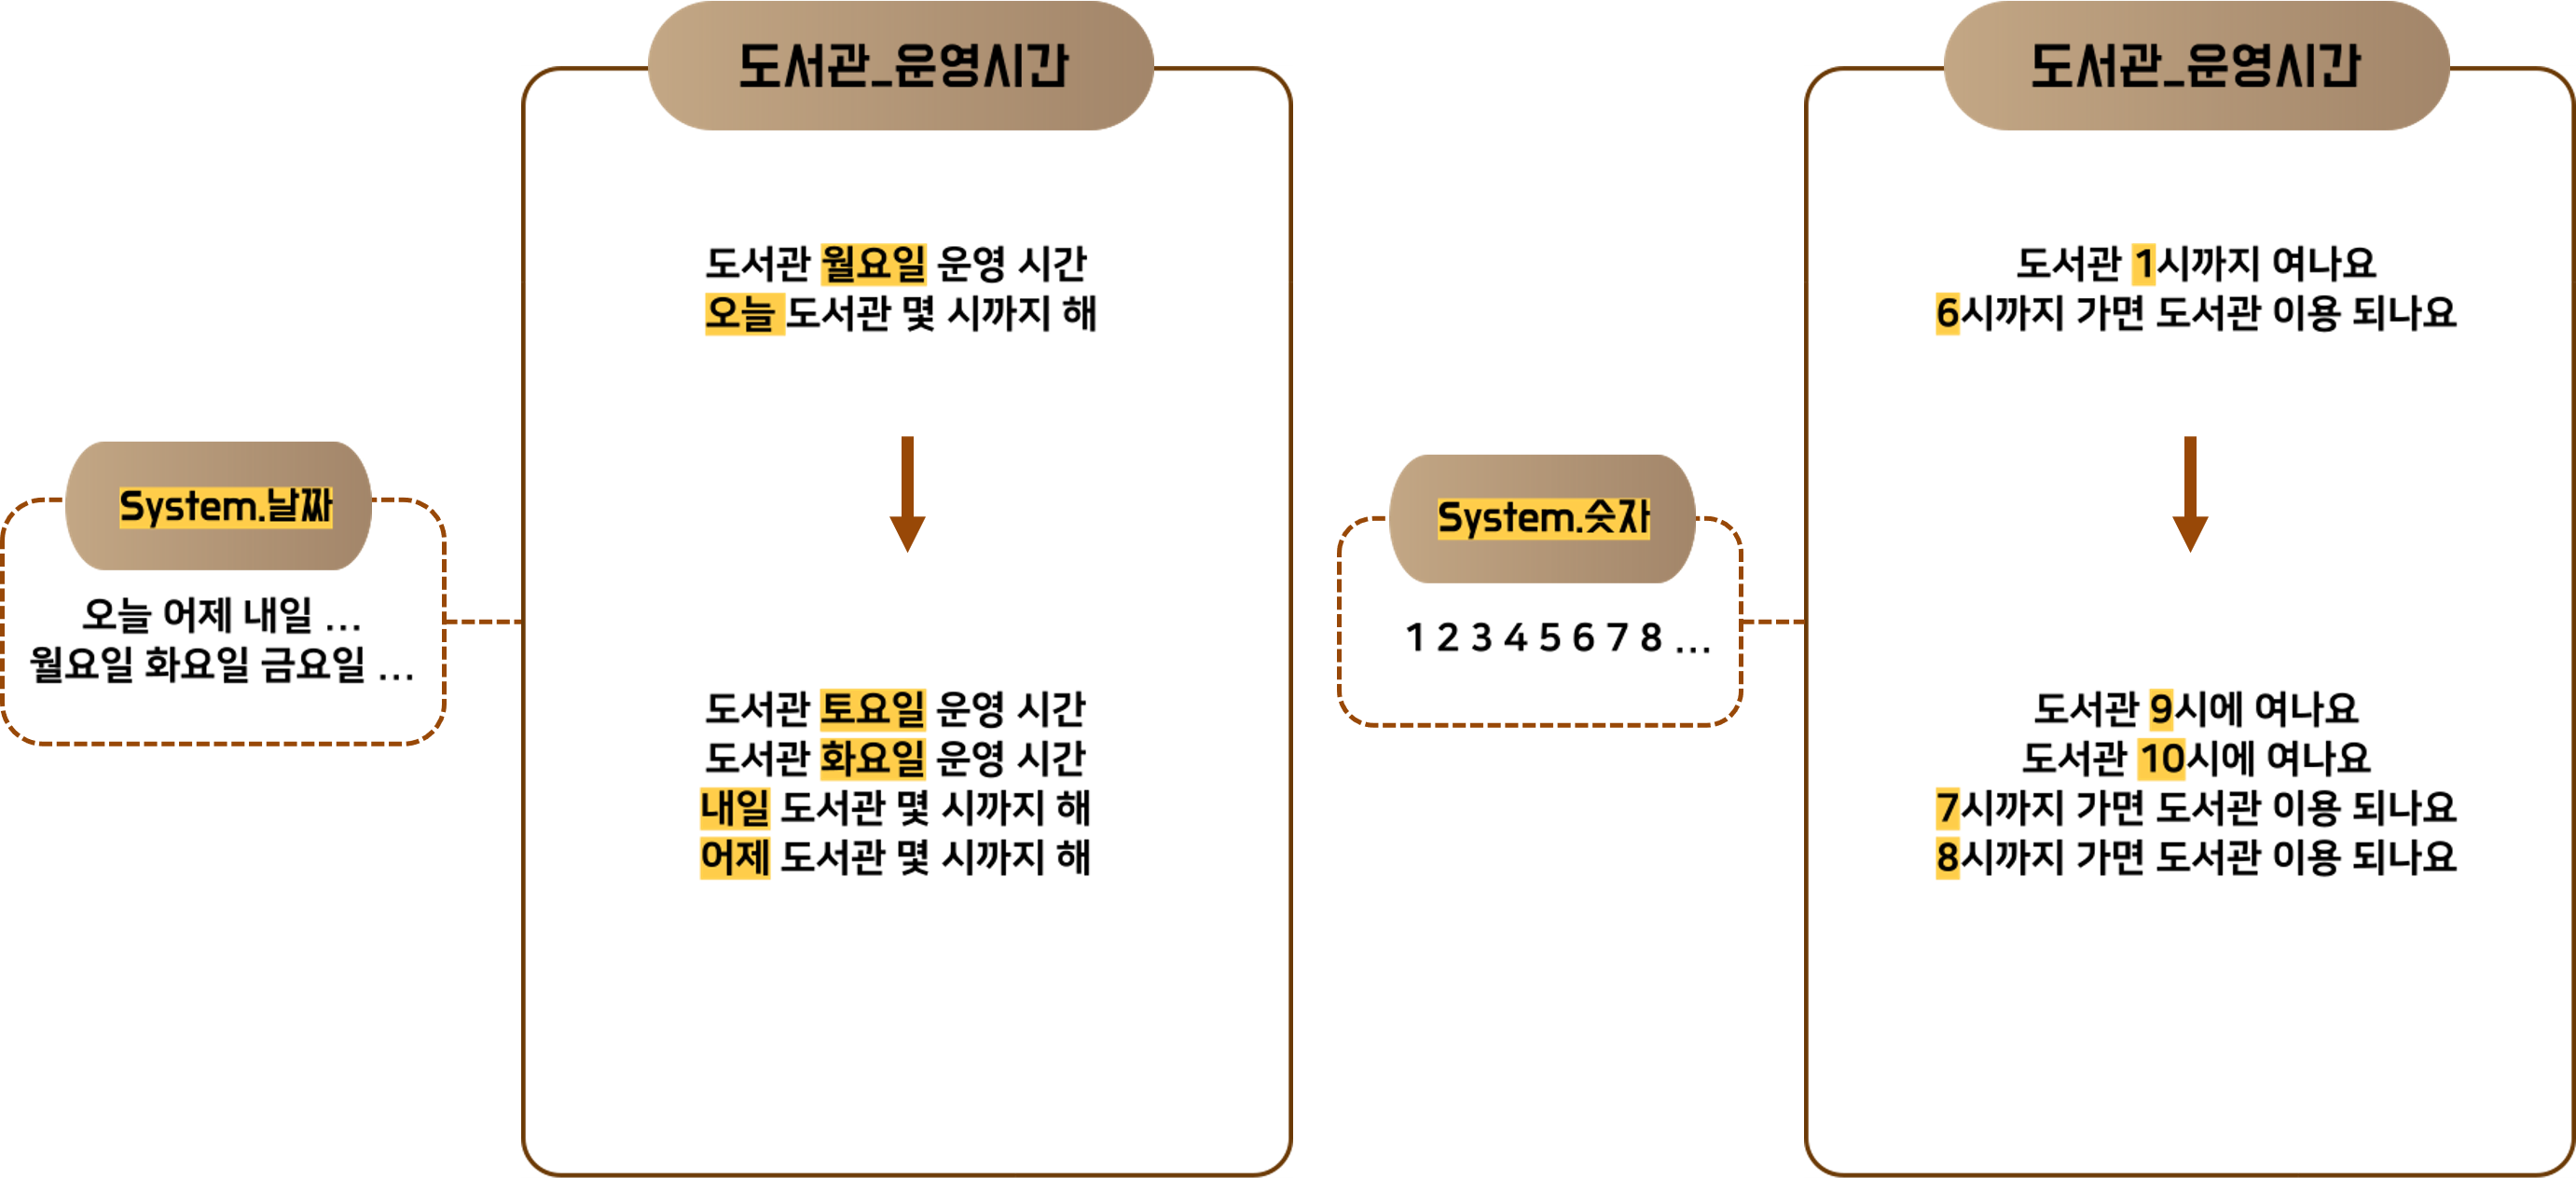 도서관_운영시간
도서관 월요일 운영 시간
오늘 도서관 몇 시까지 해
System.날짜
오늘 어제 내일 ...
월요일 화요일 금요일 ...
도서관 토요일 운영 시간
도서관 화요일 운영 시간
내일 도서관 몇 시까지 해
어제 도서관 몇 시까지 해
도서관_운영시간
도서관 1시까지 여나요
6시까지 가면 도서관 이용 되나요
System.숫자
1 2 3 4 5 6 7 8 ...
도서관 9시에 여나요
도서관 10시에 여나요
7시까지 가면 도서관 이용 되나요
8시까지 가면 도서관 이용 되나요